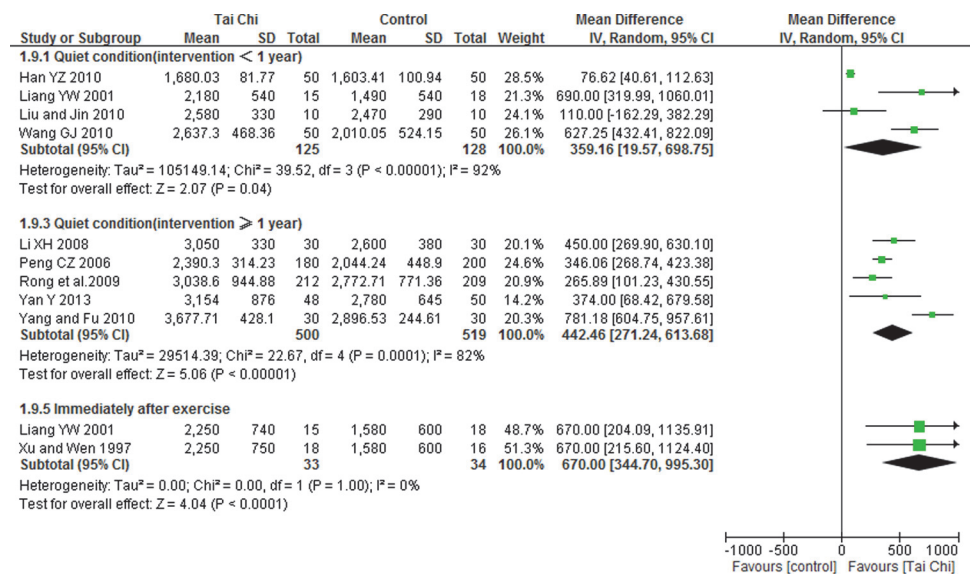 Tai Chi Control Mean Difference Mean Difference
Study or Subgroup Mean SD Total Mean SD Total Weight IV, Random, 95% CI IV, Random, 95% CI
1.9.1 Quiet condition(intervention < 1 year)
Han YZ 2010 1,680.03 81.77 50 1,603.41 100.94 50 28.5% 76.62 [40.61, 112.63]
Liang YW 2001 2,180 540 15 1,490 540 18 21.3% 690.00 [319.99, 1060.01]
Liu and Jin 2010 2,580 330 10 2,470 290 10 24.1% 110.00 [-162.29, 382.29]
Wang GJ 2010 2,637.3 468.36 50 2,010.05 524.15 50 26.1% 627.25 [432.41, 822.09]
Subtotal (95% CI) 125 128 100.0% 359.16 [19.57, 698.75]
Heterogeneity: Tau² = 105149.14; Chi² = 39.52, df = 3 (P < 0.00001); I² = 92%
Test for overall effect: Z = 2.07 (P = 0.04)
1.9.3 Quiet condition(intervention ⩾ 1 year)
Li XH 2008 3,050 330 30 2,600 380 30 20.1% 450.00 [269.90, 630.10]
Peng CZ 2006 2,390.3 314.23 180 2,044.24 448.9 200 24.6% 346.06 [268.74, 423.38]
Rong et al.2009 3,038.6 944.88 212 2,772.71 771.36 209 20.9% 265.89 [101.23, 430.55]
Yan Y 2013 3,154 876 48 2,780 645 50 14.2% 374.00 [68.42, 679.58]
Yang and Fu 2010 3,677.71 428.1 30 2,896.53 244.61 30 20.3% 781.18 [604.75, 957.61]
Subtotal (95% CI) 500 519 100.0% 442.46 [271.24, 613.68]
Heterogeneity: Tau² = 29514.39; Chi² = 22.67, df = 4 (P = 0.0001); I² = 82%
Test for overall effect: Z = 5.06 (P < 0.00001)
1.9.5 Immediately after exercise
Liang YW 2001 2,250 740 15 1,580 600 18 48.7% 670.00 [204.09, 1135.91]
Xu and Wen 1997 2,250 750 18 1,580 600 16 51.3% 670.00 [215.60, 1124.40]
Subtotal (95% CI) 33 34 100.0% 670.00 [344.70, 995.30]
Heterogeneity: Tau² = 0.00; Chi² = 0.00, df = 1 (P = 1.00); I² = 0%
Test for overall effect: Z = 4.04 (P < 0.0001)
-1000 -500 0 500 1000
Favours [control] Favours [Tai Chi]